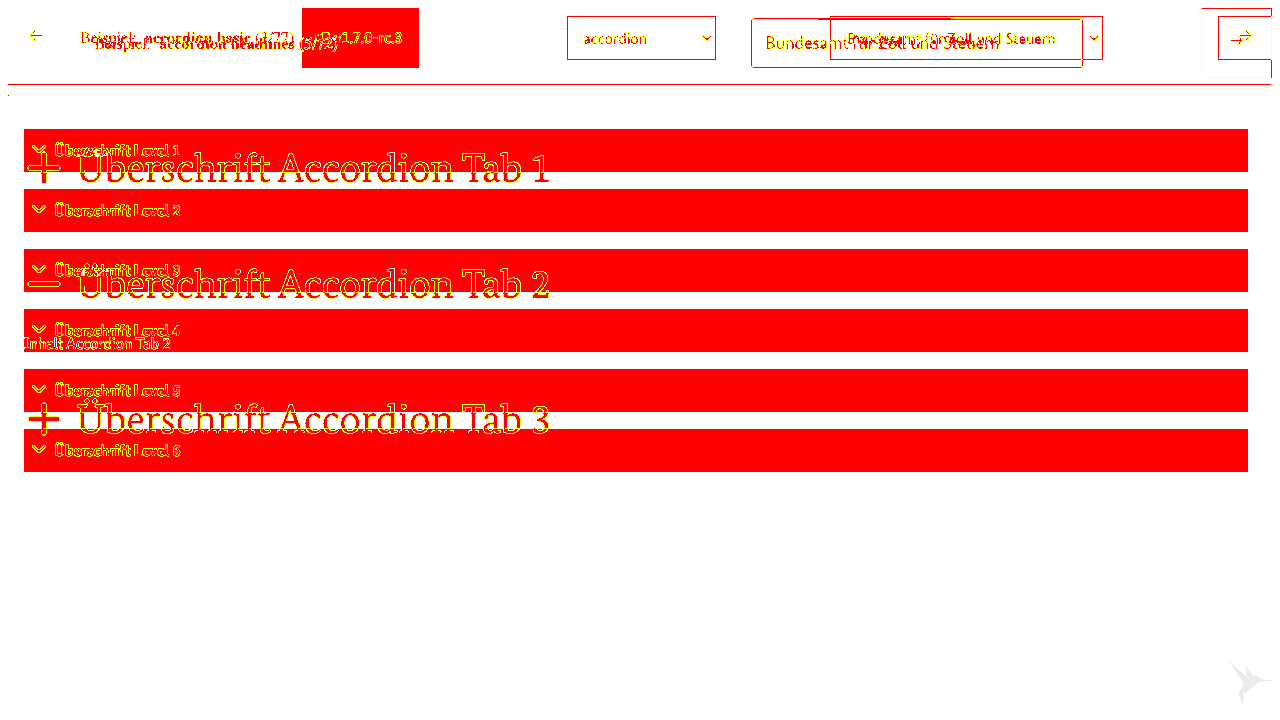 Beispiel: accordion basic (1/77) 1.7.0-rc.3 accordion Bundesamt für Zoll und Steuern
Beispiel: accordion headlines (5/72) Bundesamt für Zoll und Steuern
Überschrift Level 1
Überschrift Accordion Tab 1
Überschrift Level 2
Überschrift Level 3
Überschrift Accordion Tab 2
Überschrift Level 4
Inhalt Accordion Tab 2
Überschrift Level 5
Überschrift Accordion Tab 3
Überschrift Level 6